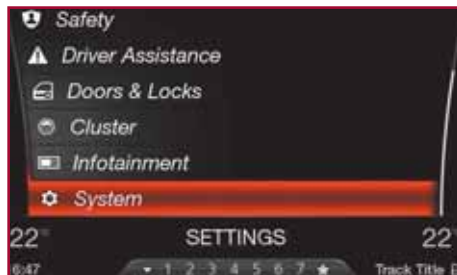 Safety
Driver Assistance
Doors & Locks
Cluster
Infotainment
System
22° SETTINGS 22°
6:47 1 2 3 4 5 6 7 Track Title